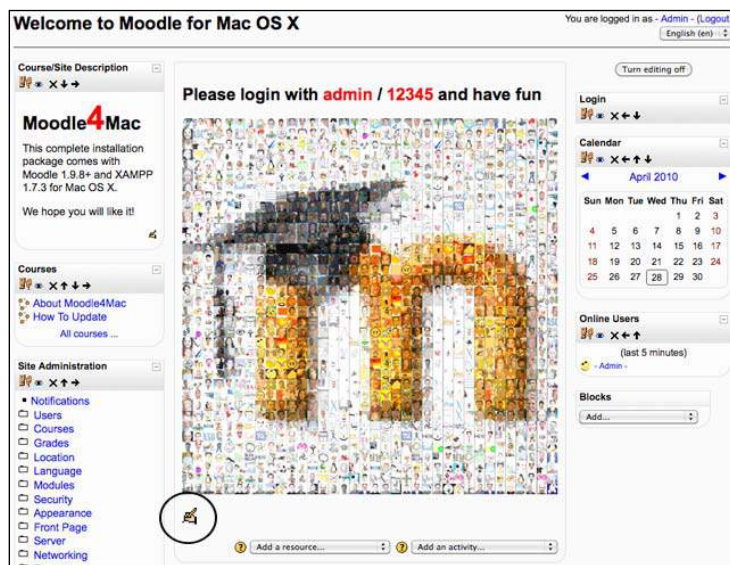 Welcome to Moodle for Mac OS X
You are logged in as - Admin - (Logout
English (en)
Course/Site Description
Moodle4Mac
This complete installation
package comes with
Moodle 1.9.8+ and XAMPP
1.7.3 for Mac OS X.
We hope you will like it!
Courses
About Moodle4Mac
How To Update
All courses ...
Site Administration
Notifications
Users
Courses
Grades
Location
Language
Modules
Security
Appearance
Front Page
Server
Networking
Please login with admin / 12345 and have fun
Add a resource...
Add an activity...
Turn editing off
Login
Calendar
April 2010
Sun Mon Tue Wed Thu Fri Sat
1 2 3
4 5 6 7 8 9 10
11 12 13 14 15 16 17
18 19 20 21 22 23 24
25 26 27 28 29 30
Online Users
(last 5 minutes)
- Admin -
Blocks
Add...